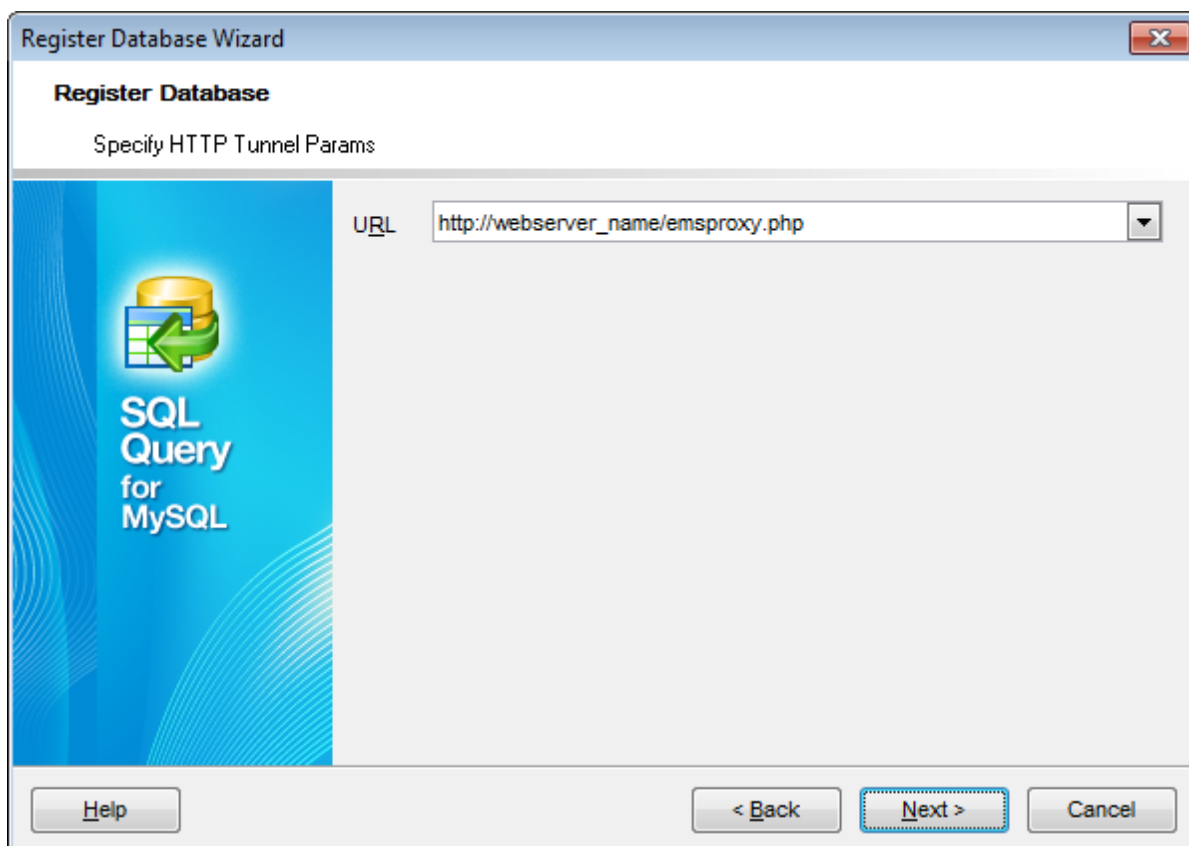 Register Database Wizard
Register Database
Specify HTTP Tunnel Params
URL http://webserver_name/emsproxy.php
SQL
Query
for
MySQL
Help < Back Next > Cancel